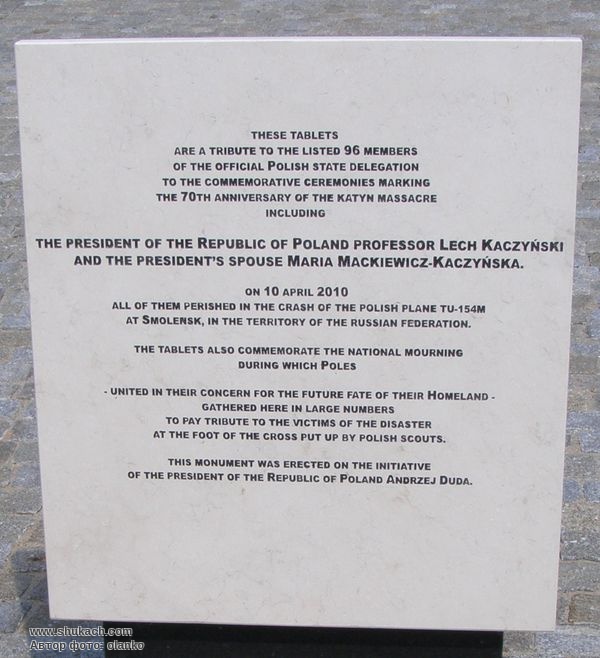 THESE TABLETS
ARE A TRIBUTE TO THE LISTED 96 MEMBERS
OF THE OFFICIAL POLISH STATE DELEGATION
TO THE COMMEMORATIVE CEREMONIES MARKING
THE 70TH ANNIVERSARY OF THE KATYN MASSACRE
INCLUDING
THE PRESIDENT OF THE REPUBLIC OF POLAND PROFESSOR LECH KACZYŃSKI
AND THE PRESIDENT'S SPOUSE MARIA MACKIEWICZ-KACZYŃSKA.
ON 10 APRIL 2010
ALL OF THEM PERISHED IN THE CRASH OF THE POLISH PLANE TU-154M
AT SMOLENSK, IN THE TERRITORY OF THE RUSSIAN FEDERATION.
THE TABLETS ALSO COMMEMORATE THE NATIONAL MOURNING
DURING WHICH POLES
- UNITED IN THEIR CONCERN FOR THE FUTURE FATE OF THEIR HOMELAND -
GATHERED HERE IN LARGE NUMBERS
TO PAY TRIBUTE TO THE VICTIMS OF THE DISASTER
AT THE FOOT OF THE CROSS PUT UP BY POLISH SCOUTS.
THIS MONUMENT WAS ERECTED ON THE INITIATIVE
OF THE PRESIDENT OF THE REPUBLIC OF POLAND ANDRZEJ DUDA.
www.shukach.com
Автор фото: olanko